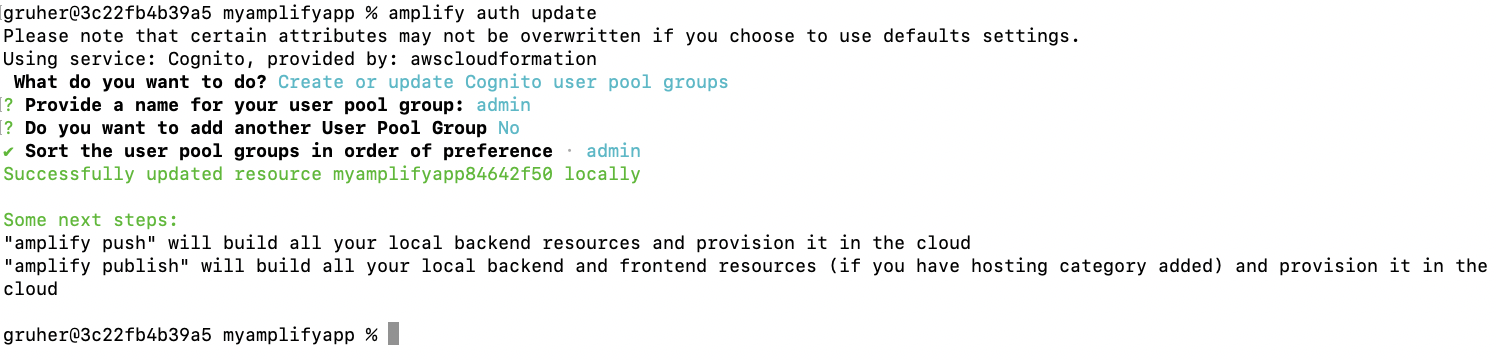 gruher@3c22fb4b39a5 myamplifyapp % amplify auth update
Please note that certain attributes may not be overwritten if you choose to use defaults settings.
Using service: Cognito, provided by: awscloudformation
What do you want to do? Create or update Cognito user pool groups
? Provide a name for your user pool group: admin
? Do you want to add another User Pool Group No
✔ Sort the user pool groups in order of preference · admin
Successfully updated resource myamplifyapp84642f50 locally
Some next steps:
"amplify push" will build all your local backend resources and provision it in the cloud
"amplify publish" will build all your local backend and frontend resources (if you have hosting category added) and provision it in the
cloud
gruher@3c22fb4b39a5 myamplifyapp %